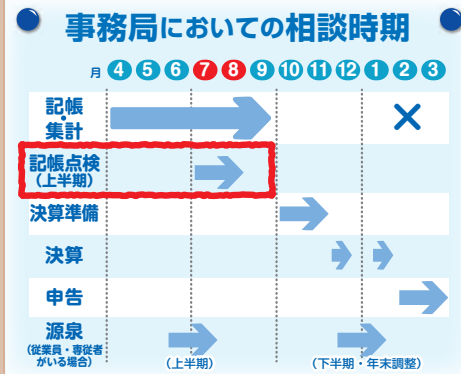 事務局においての相談時期
月 4 5 6 7 8 9 10 11 12 1 2 3
記帳
・
集計
記帳点検
(上半期)
決算準備
決算
申告
源泉
(従業員・専従者
がいる場合)
(上半期)
(下半期・年末調整)